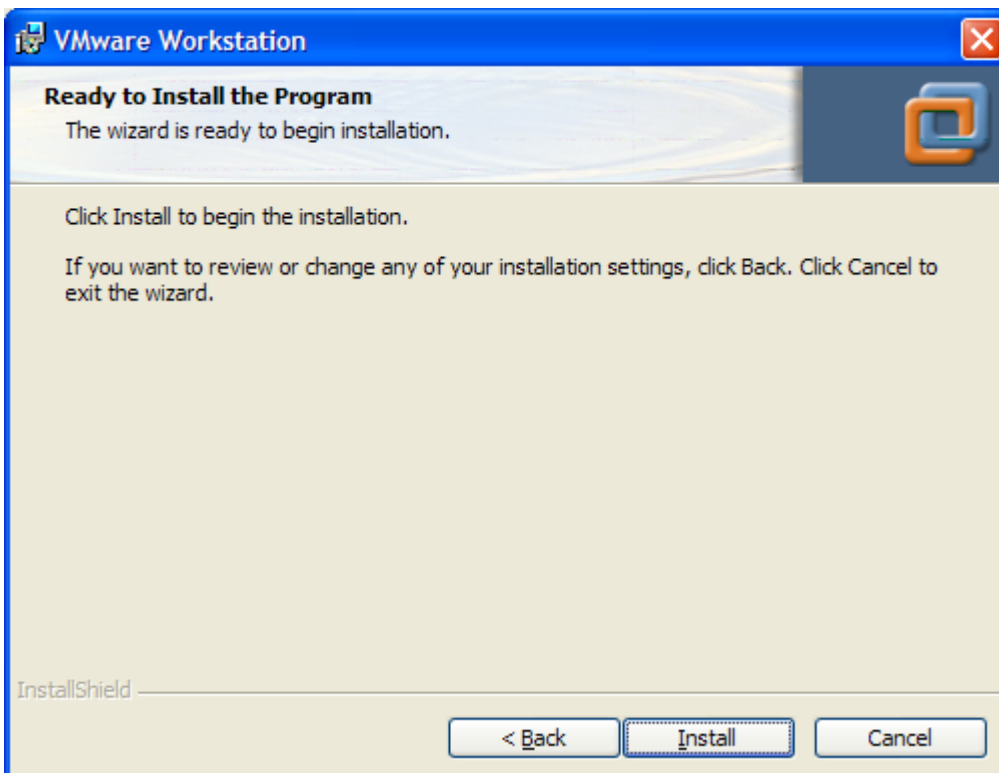 VMware Workstation
Ready to Install the Program
The wizard is ready to begin installation.
Click Install to begin the installation.
If you want to review or change any of your installation settings, click Back. Click Cancel to
exit the wizard.
InstallShield
< Back
Install
Cancel